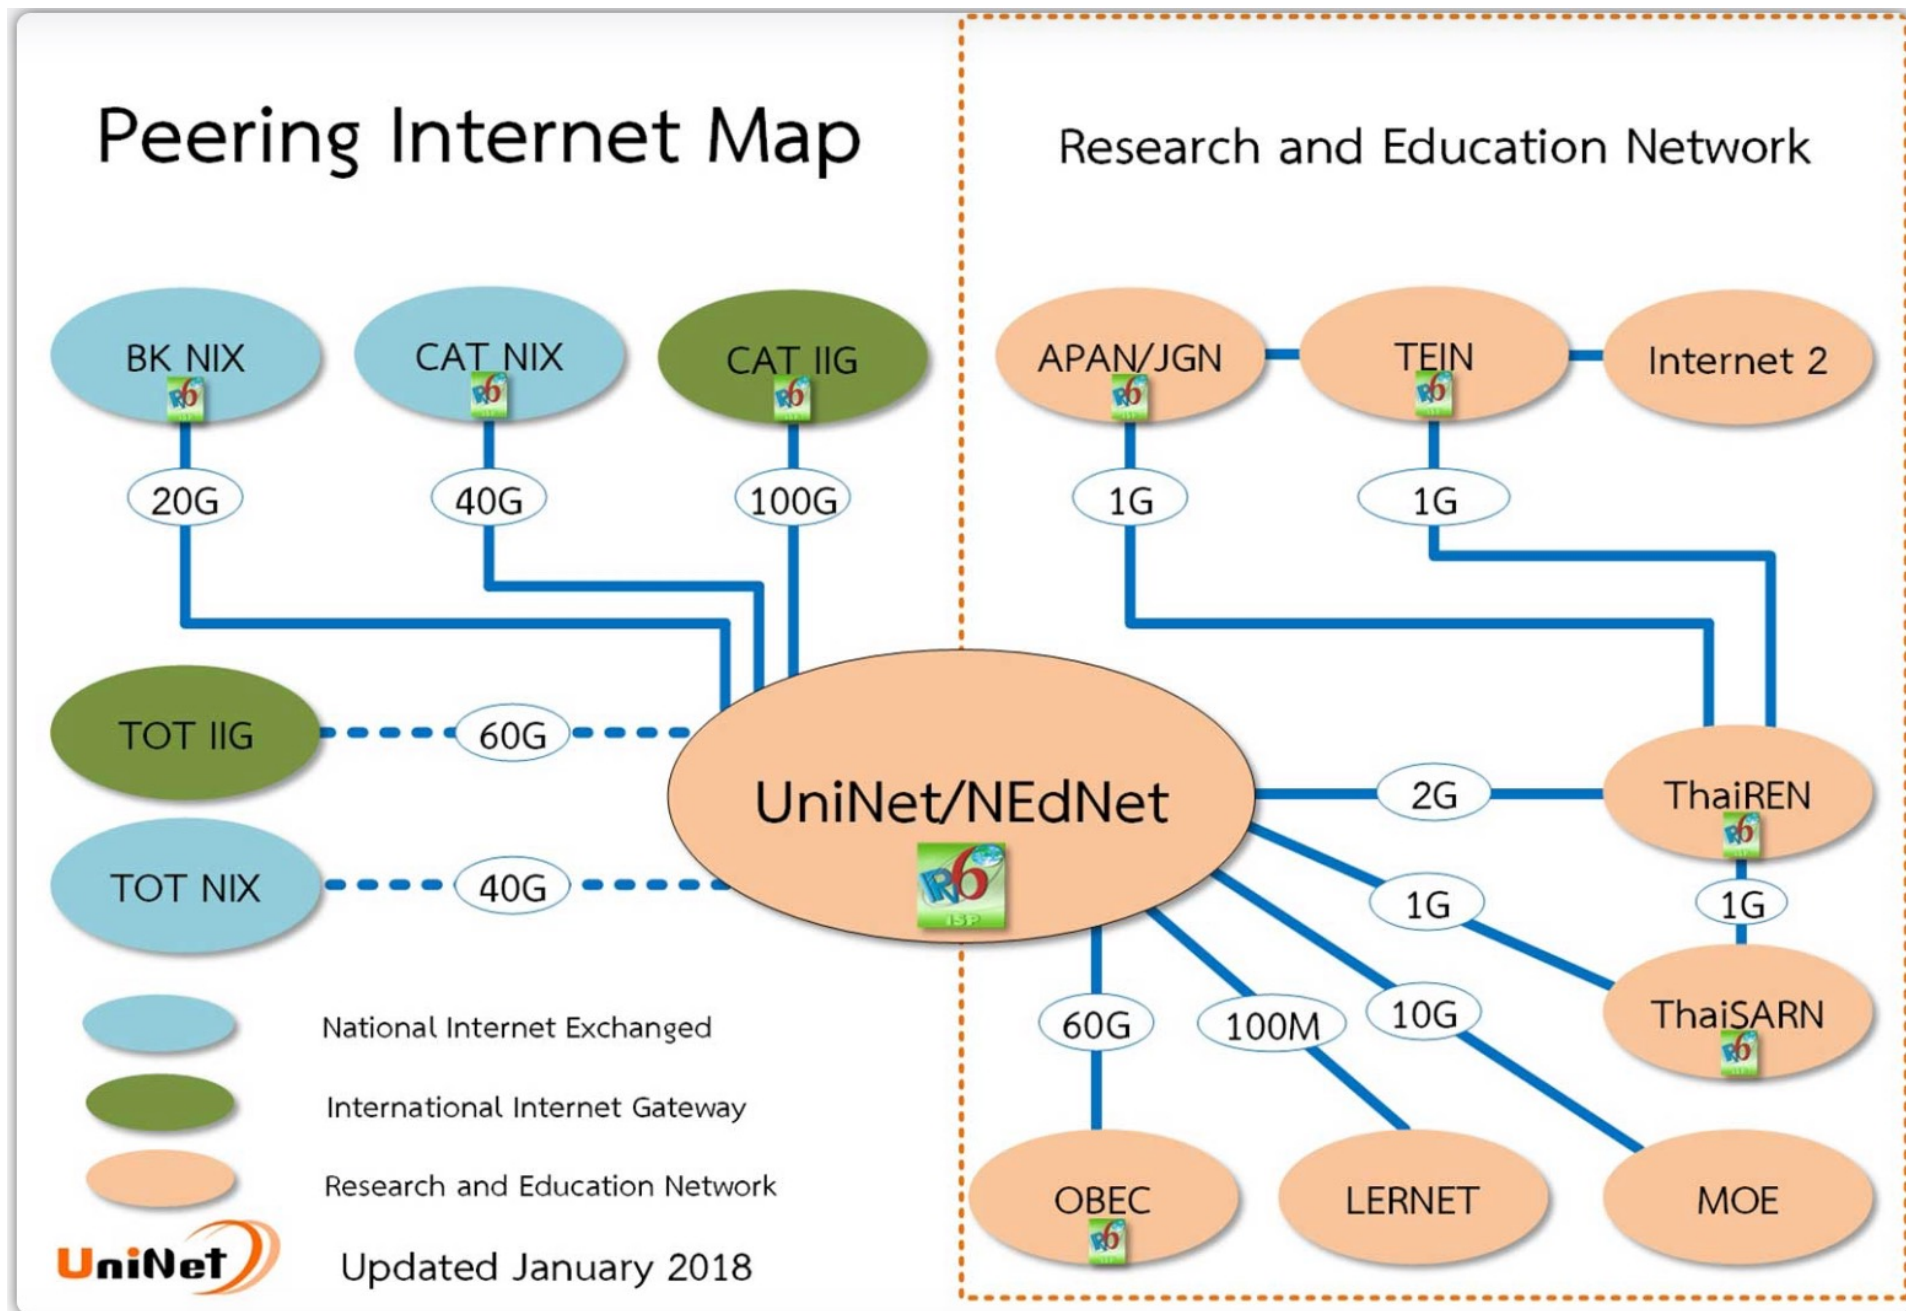 Peering Internet Map
Research and Education Network
BK NIX
CAT NIX
CAT IIG
APAN/JGN
TEIN
Internet 2
20G
40G
100G
1G
1G
TOT IIG
60G
UniNet/NEdNet
IPv6
ISP
2G
ThaiREN
TOT NIX
40G
1G
1G
ThaiSARN
60G
100M
10G
OBEC
LERNET
MOE
National Internet Exchanged
International Internet Gateway
Research and Education Network
UniNet
Updated January 2018